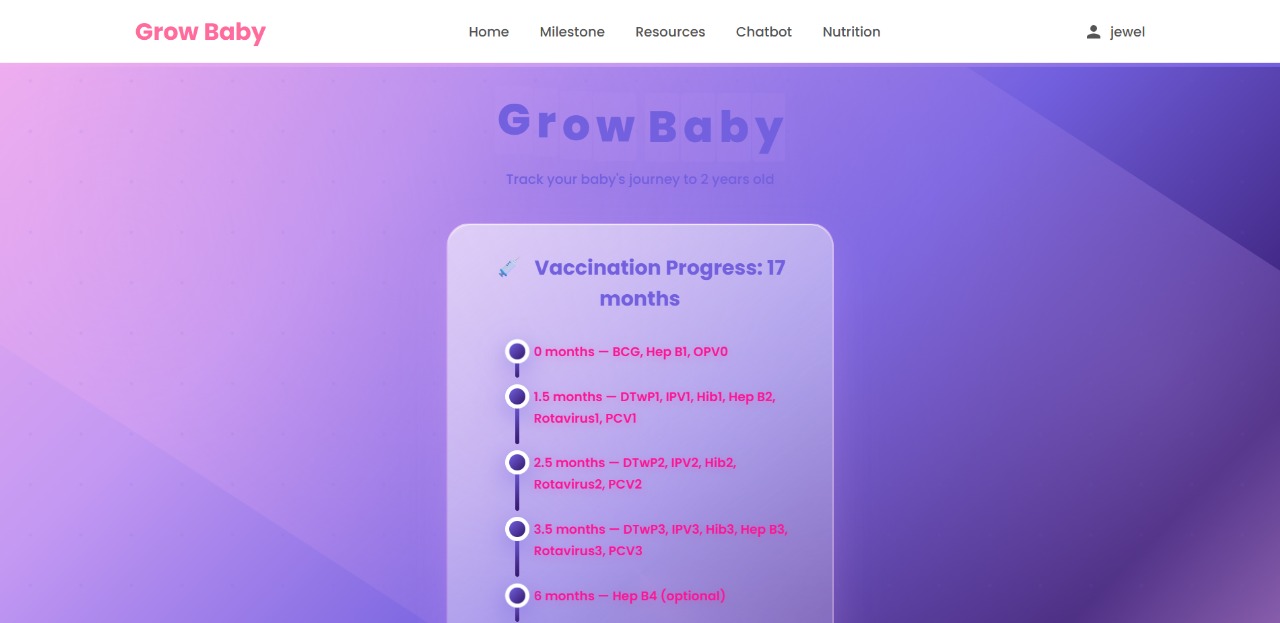 Grow Baby
Home Milestone Resources Chatbot Nutrition
jewel
Grow Baby
Track your baby's journey to 2 years old
Vaccination Progress: 17
months
0 months — BCG, Hep B1, OPV0
1.5 months — DTwP1, IPV1, Hib1, Hep B2,
Rotavirus1, PCV1
2.5 months — DTwP2, IPV2, Hib2,
Rotavirus2, PCV2
3.5 months — DTwP3, IPV3, Hib3, Hep B3,
Rotavirus3, PCV3
6 months — Hep B4 (optional)